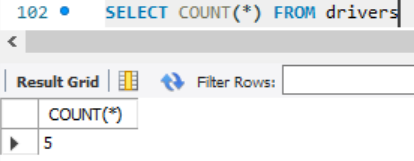 102 SELECT COUNT(*) FROM drivers
Result Grid Filter Rows:
COUNT(*)
5